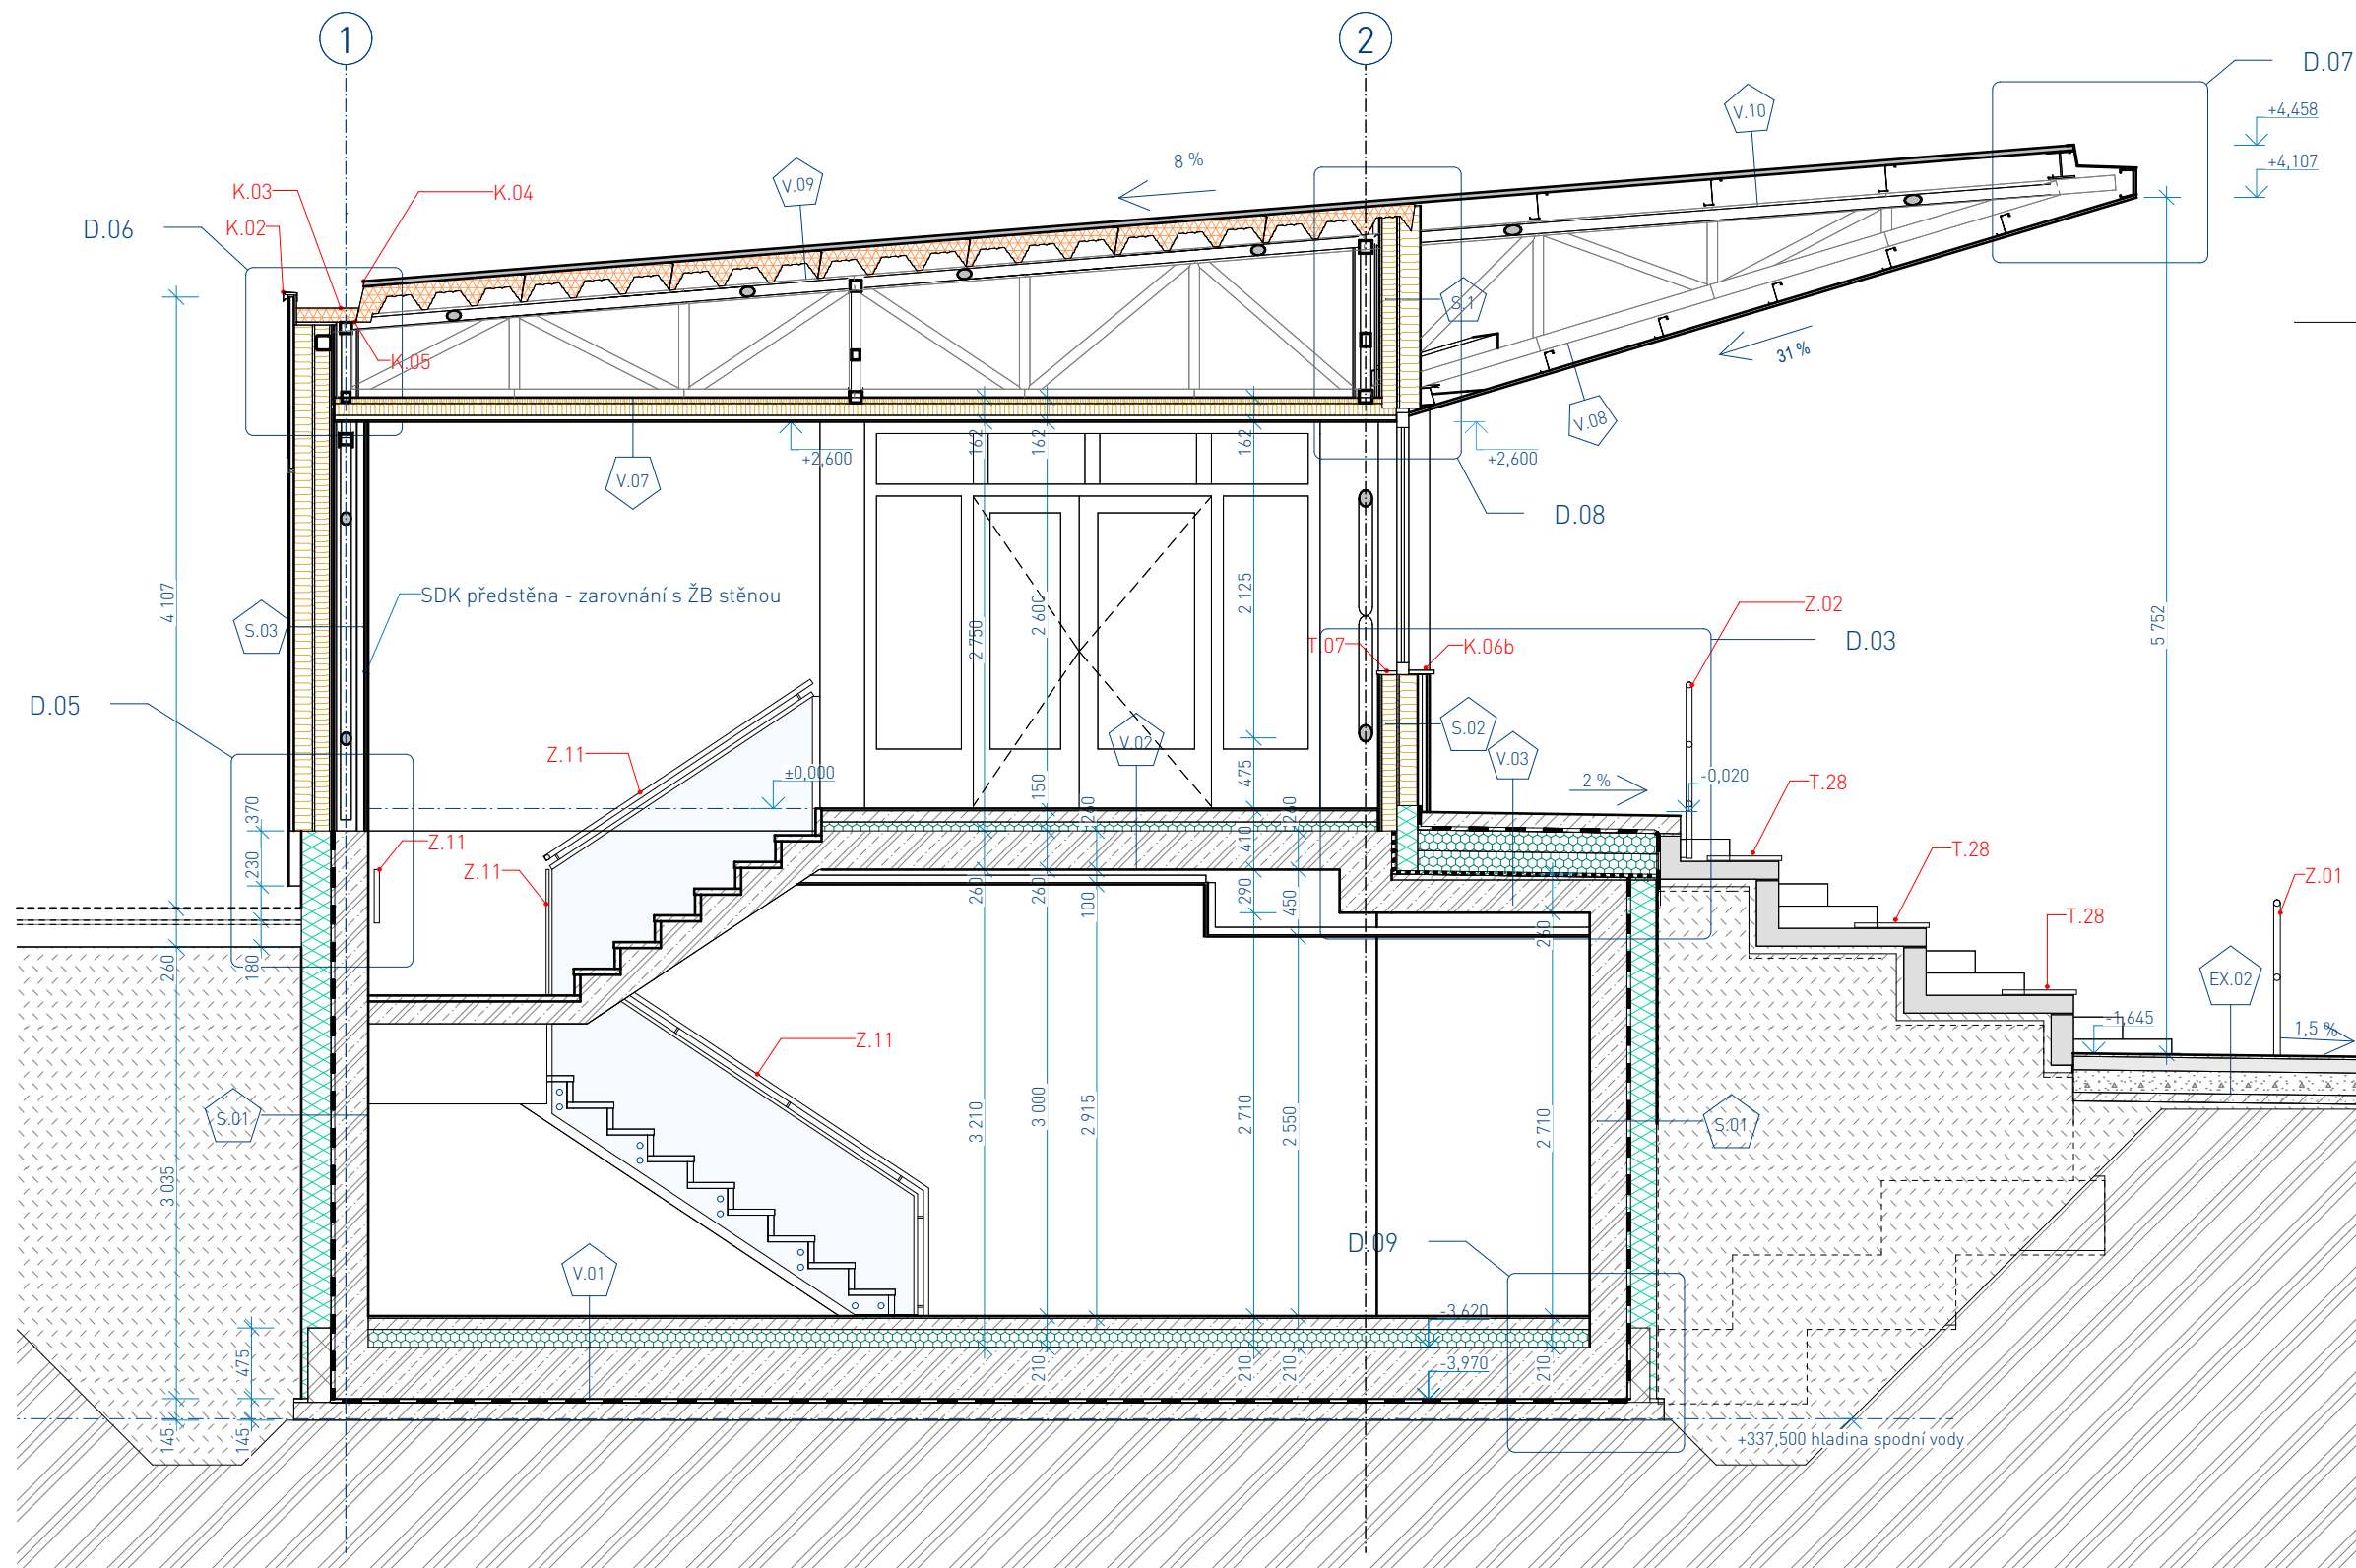 1
2
D.07
+4,458
+4,107
V.10
8 %
V.09
K.03
K.04
K.02
D.06
K.05
S.1
31 %
V.08
162
162
162
+2,600
+2,600
V.07
D.08
4 107
SDK předstěna - zarovnání s ŽB stěnou
S.03
2 750
2 600
2 125
5 752
Z.02
T.07
K.06b
D.03
D.05
S.02
V.02
V.03
Z.11
±0,000
-0,020
2 %
T.28
475
150
370
260
410
260
230
Z.11
T.28
Z.11
Z.01
260
260
100
290
450
260
T.28
260
180
EX.02
-1,645
1,5 %
Z.11
S.01
3 210
3 000
2 915
2 710
2 550
2 710
S.01
3 035
D.09
V.01
-3,620
475
210
210
210
210
-3,970
145
145
+337,500 hladina spodní vody